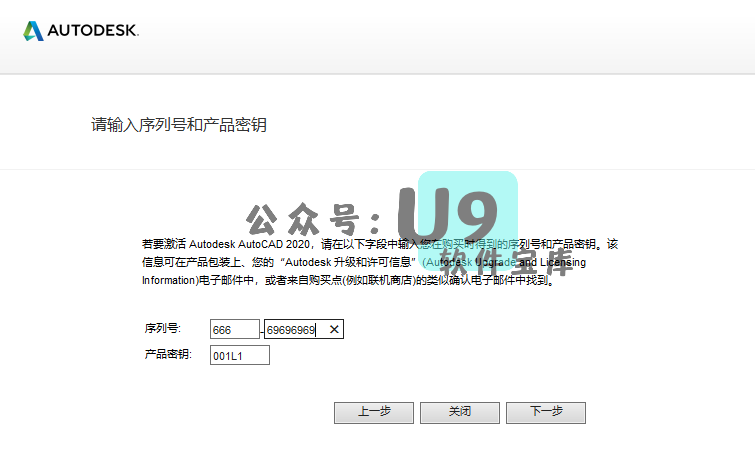 AUTODESK.
请输入序列号和产品密钥
公众号:U9
软件宝库
若要激活 Autodesk AutoCAD 2020，请在以下字段中输入您在购买时得到的序列号和产品密钥。该
信息可在产品包装上、您的“Autodesk 升级和许可信息”(Autodesk Upgrade and Licensing
Information)电子邮件中，或者来自购买点(例如联机商店)的类似确认电子邮件中找到。
序列号: 666 - 69696969 ✕
产品密钥: 001L1
上一步 关闭 下一步